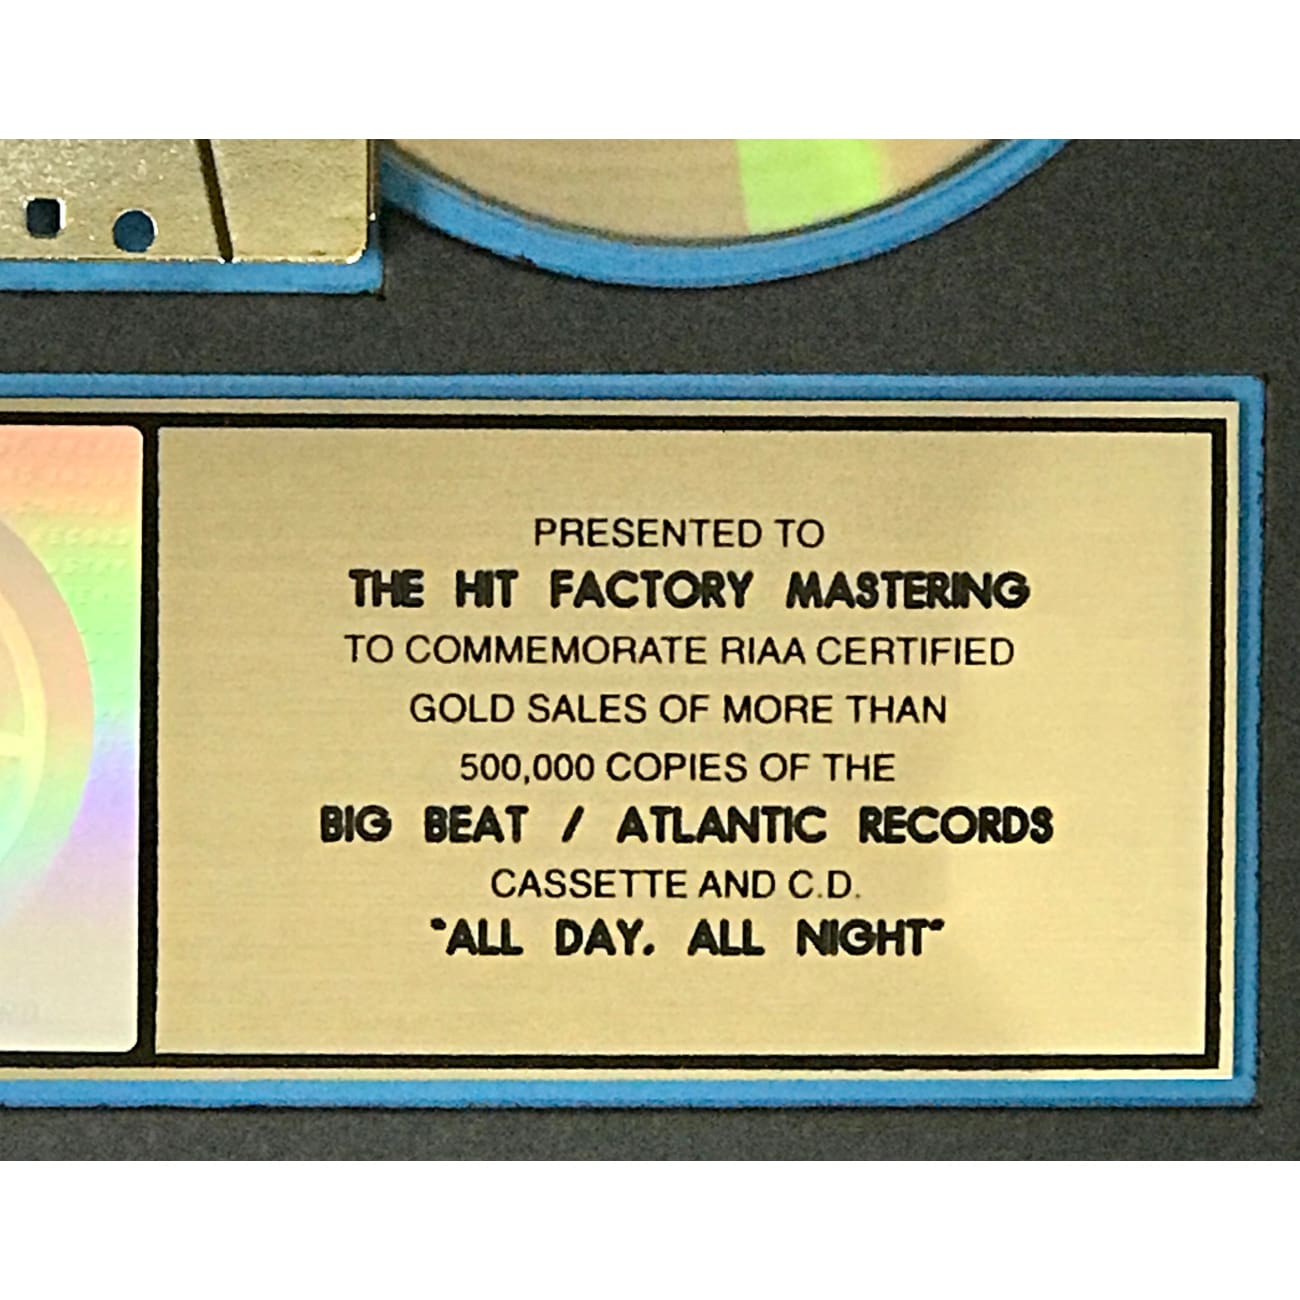 PRESENTED TO
THE HIT FACTORY MASTERING
TO COMMEMORATE RIAA CERTIFIED
GOLD SALES OF MORE THAN
500,000 COPIES OF THE
BIG BEAT / ATLANTIC RECORDS
CASSETTE AND C.D.
"ALL DAY, ALL NIGHT"